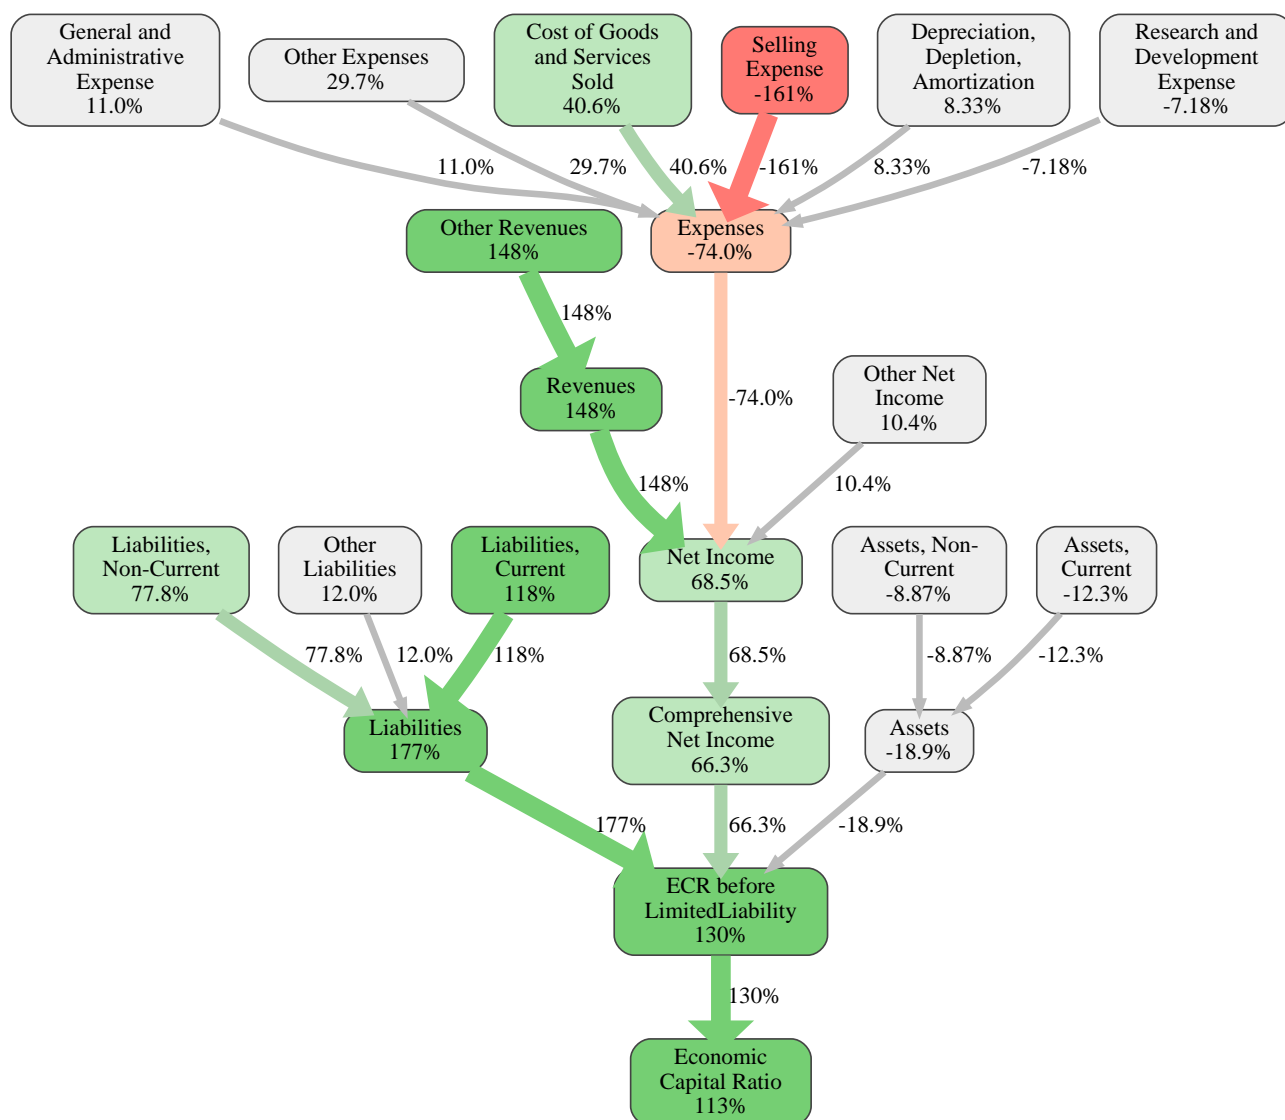 General and
Administrative
Expense
11.0%
Other Expenses
29.7%
Cost of Goods
and Services
Sold
40.6%
Selling
Expense
-161%
Depreciation,
Depletion,
Amortization
8.33%
Research and
Development
Expense
-7.18%
11.0%
29.7%
40.6%
-161%
8.33%
-7.18%
Other Revenues
148%
Expenses
-74.0%
148%
Revenues
148%
-74.0%
Other Net
Income
10.4%
148%
10.4%
Liabilities,
Non-Current
77.8%
Other
Liabilities
12.0%
Liabilities,
Current
118%
Net Income
68.5%
Assets, Non-
Current
-8.87%
Assets,
Current
-12.3%
77.8%
12.0%
118%
68.5%
-8.87%
-12.3%
Liabilities
177%
Comprehensive
Net Income
66.3%
Assets
-18.9%
177%
66.3%
-18.9%
ECR before
LimitedLiability
130%
130%
Economic
Capital Ratio
113%